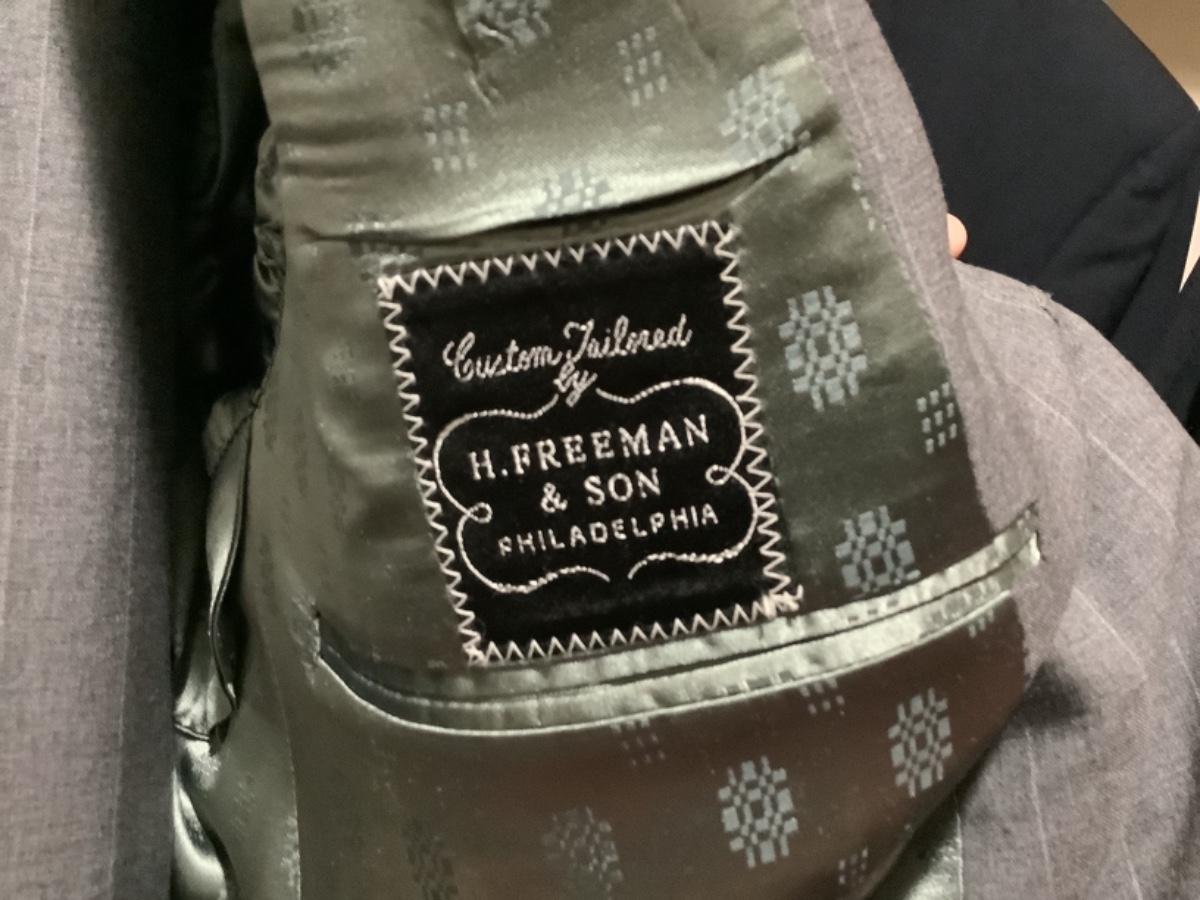 Custom Tailored
by
H. FREEMAN
& SON
PHILADELPHIA